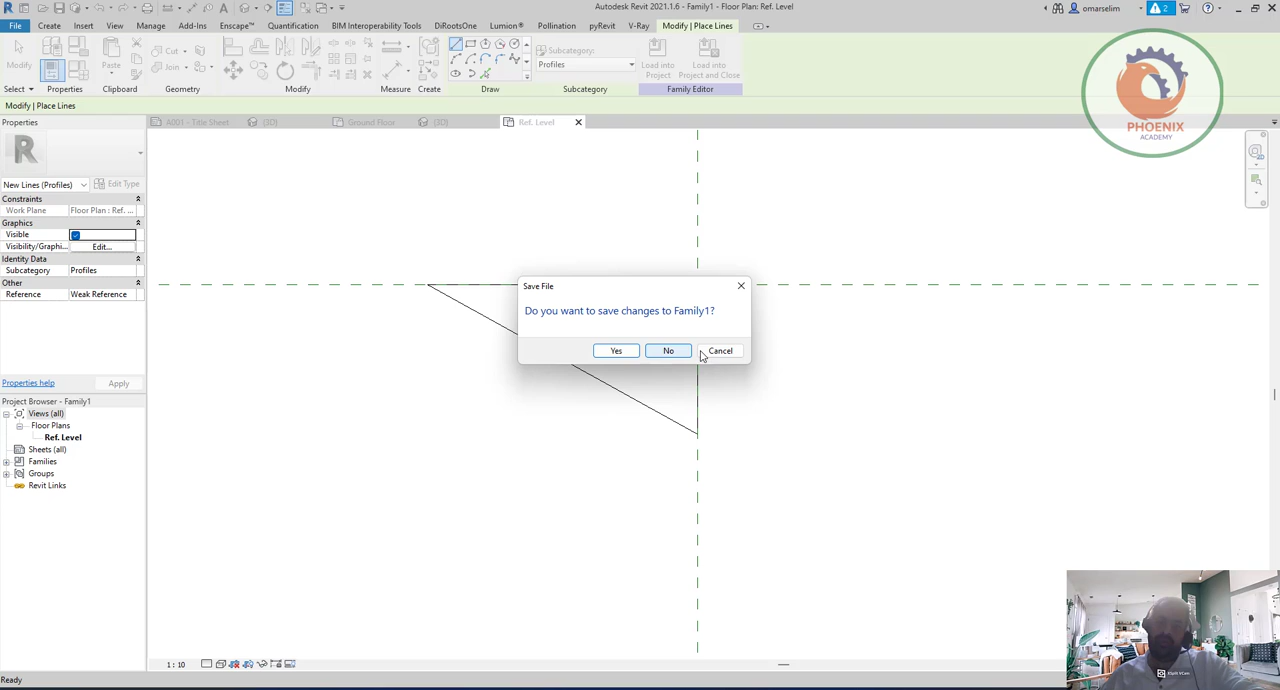 Autodesk Revit 2021.1.6 - Family1 - Floor Plan: Ref. Level
omarselim
2
File Create Insert View Manage Add-Ins Enscape™ Quantification BIM Interoperability Tools DiRootsOne Lumion® Pollination pyRevit V-Ray Modify | Place Lines
Modify
Paste
Cut
Join
Subcategory:
Profiles
Load into
Project
Load into
Project and Close
Select Properties Clipboard Geometry Modify Measure Create Draw Subcategory Family Editor
Modify | Place Lines
PHOENIX
ACADEMY
Properties
A001 - Title Sheet
{3D}
Ground Floor
{3D}
Ref. Level
R
New Lines (Profiles)
Edit Type
Constraints
Work Plane Floor Plan : Ref. ...
Graphics
Visible
Visibility/Graphi... Edit...
Identity Data
Subcategory Profiles
Other
Reference Weak Reference
Save File
Do you want to save changes to Family1?
Yes No Cancel
Properties help Apply
Project Browser - Family1
Views (all)
Floor Plans
Ref. Level
Sheets (all)
Families
Groups
Revit Links
1 : 10
Ready